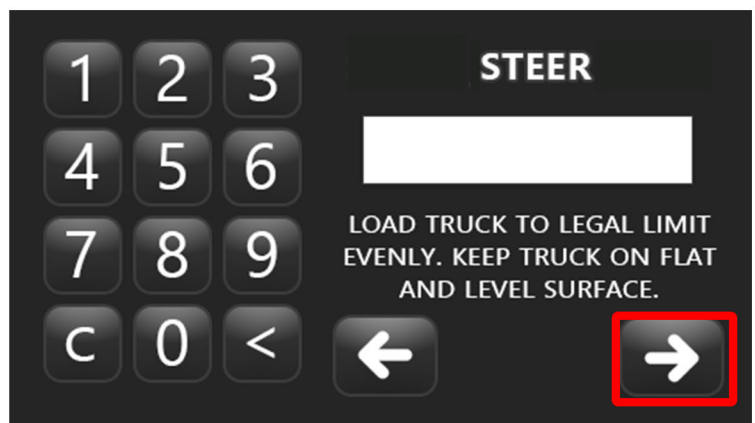 1 2 3
STEER
4 5 6
7 8 9
LOAD TRUCK TO LEGAL LIMIT
EVENLY. KEEP TRUCK ON FLAT
AND LEVEL SURFACE.
C 0 <